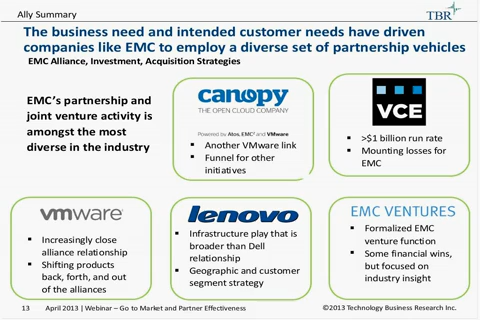 Ally Summary
TBR
The business need and intended customer needs have driven
companies like EMC to employ a diverse set of partnership vehicles
EMC Alliance, Investment, Acquisition Strategies
EMC's partnership and
joint venture activity is
amongst the most
diverse in the industry
canopy
THE OPEN CLOUD COMPANY
Powered by Atos, EMC² and VMware
▪ Another VMware link
▪ Funnel for other
initiatives
VCE
▪ >$1 billion run rate
▪ Mounting losses for
EMC
vmware
▪ Increasingly close
alliance relationship
▪ Shifting products
back, forth, and out
of the alliances
lenovo
▪ Infrastructure play that is
broader than Dell
relationship
▪ Geographic and customer
segment strategy
EMC VENTURES
▪ Formalized EMC
venture function
▪ Some financial wins,
but focused on
industry insight
13 April 2013 | Webinar – Go to Market and Partner Effectiveness ©2013 Technology Business Research Inc.